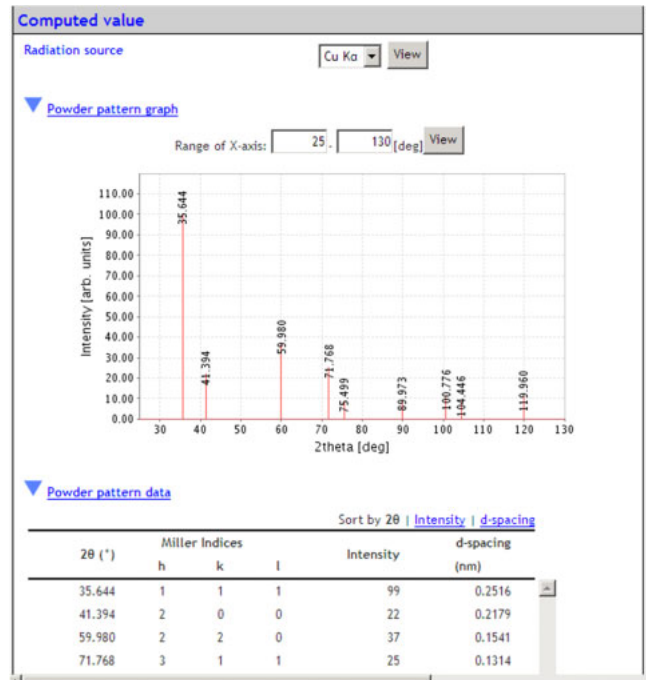 Computed value
Radiation source Cu Kα View
Powder pattern graph
Range of X-axis: 25 - 130 [deg] View
110.00
100.00
90.00
80.00
70.00
60.00
50.00
40.00
30.00
20.00
10.00
0.00
Intensity [arb. units]
35.644
41.394
59.980
71.768
75.499
89.973
100.776
104.446
119.960
30 40 50 60 70 80 90 100 110 120 130
2theta [deg]
Powder pattern data
Sort by 2θ | Intensity | d-spacing
2θ (°) Miller Indices Intensity d-spacing
h k l (nm)
35.644 1 1 1 99 0.2516
41.394 2 0 0 22 0.2179
59.980 2 2 0 37 0.1541
71.768 3 1 1 25 0.1314